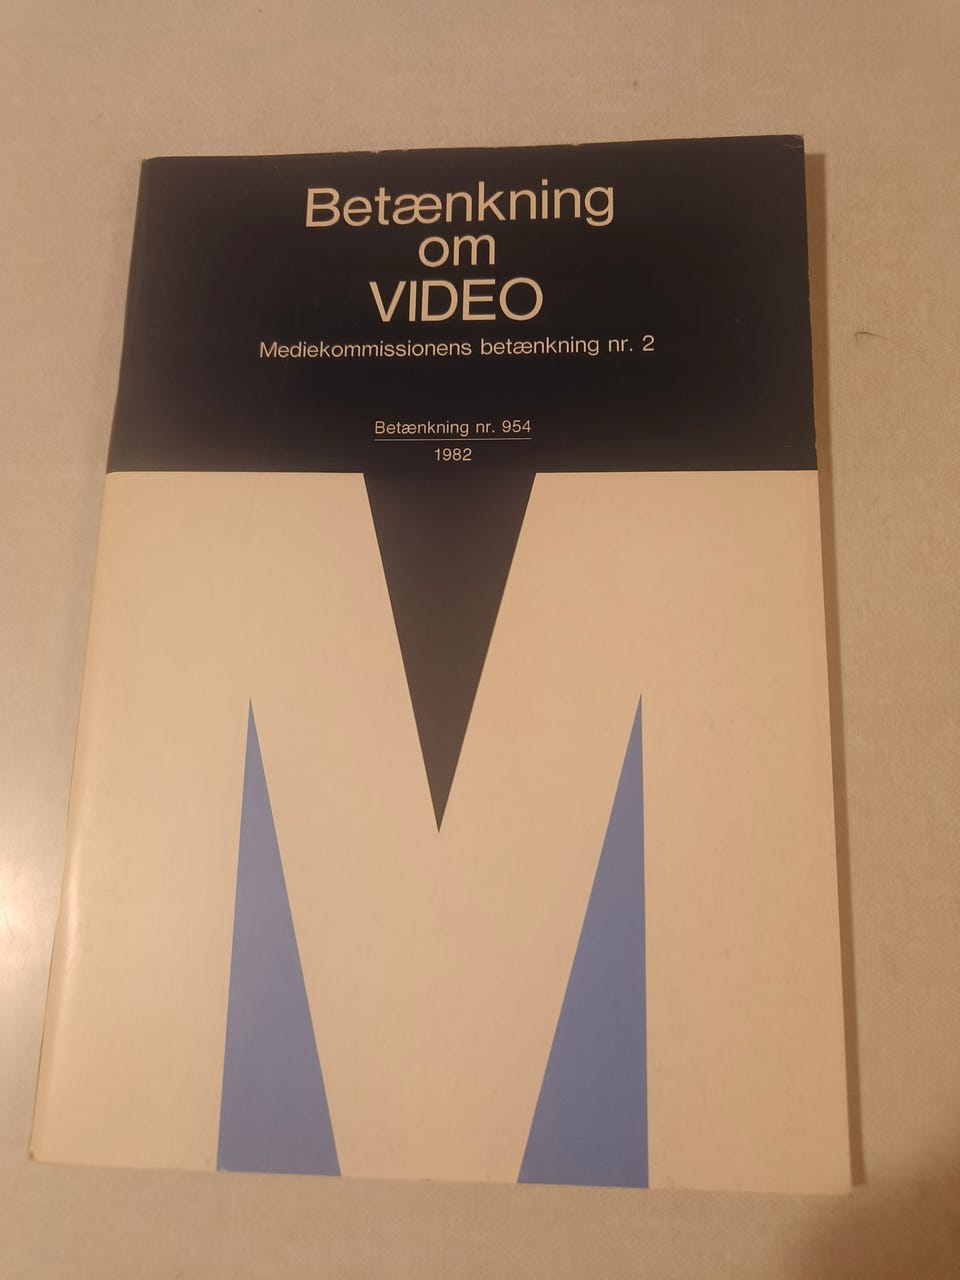 Betænkning
om
VIDEO
Mediekommissionens betænkning nr. 2
Betænkning nr. 954
1982